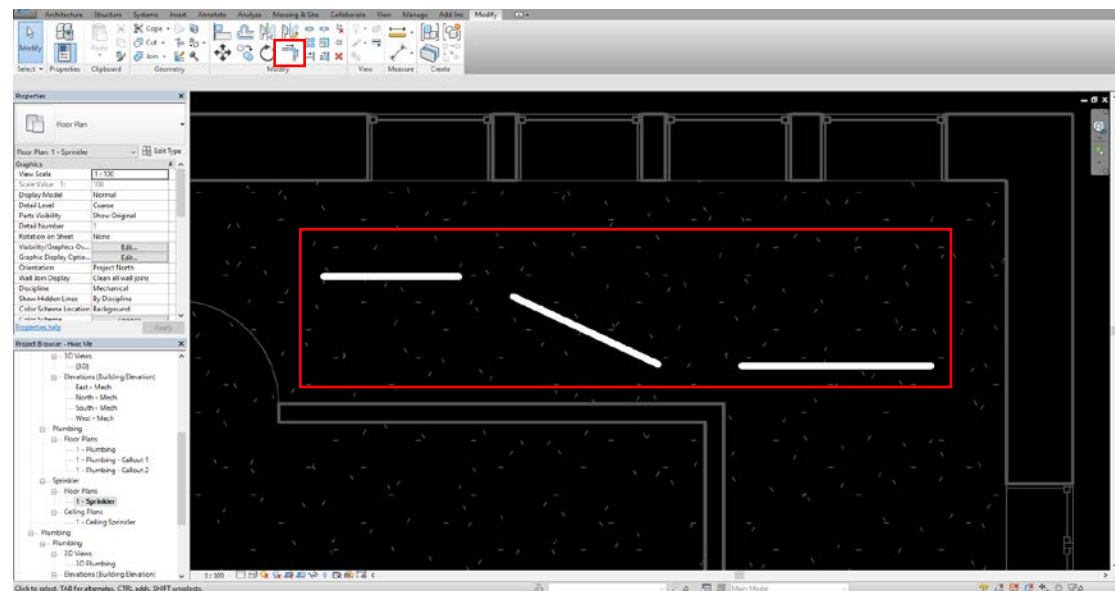 Architecture Structure Systems Insert Annotate Analyze Massing & Site Collaborate View Manage Add-Ins Modify
Modify
Paste
Cope
Cut
Join
Select Properties Clipboard Geometry Modify View Measure Create
Properties
Floor Plan
Floor Plan: 1 - Sprinkler Edit Type
Graphics
View Scale 1 : 100
Scale Value 1: 100
Display Model Normal
Detail Level Coarse
Parts Visibility Show Original
Detail Number 1
Rotation on Sheet None
Visibility/Graphics Ov... Edit...
Graphic Display Optio... Edit...
Orientation Project North
Wall Join Display Clean all wall joins
Discipline Mechanical
Show Hidden Lines By Discipline
Color Scheme Location Background
Color Scheme
Properties help Apply
Project Browser - Hvac Me
3D Views
{3D}
Elevations (Building Elevation)
East - Mech
North - Mech
South - Mech
West - Mech
Plumbing
Floor Plans
1 - Plumbing
1 - Plumbing - Callout 1
1 - Plumbing - Callout 2
Sprinkler
Floor Plans
1 - Sprinkler
Ceiling Plans
1 - Ceiling Sprinkler
Plumbing
Plumbing
3D Views
3D Plumbing
Elevations (Building Elevation)
1 : 100
Click to select, TAB for alternates, CTRL adds, SHIFT unselects.
Main Model